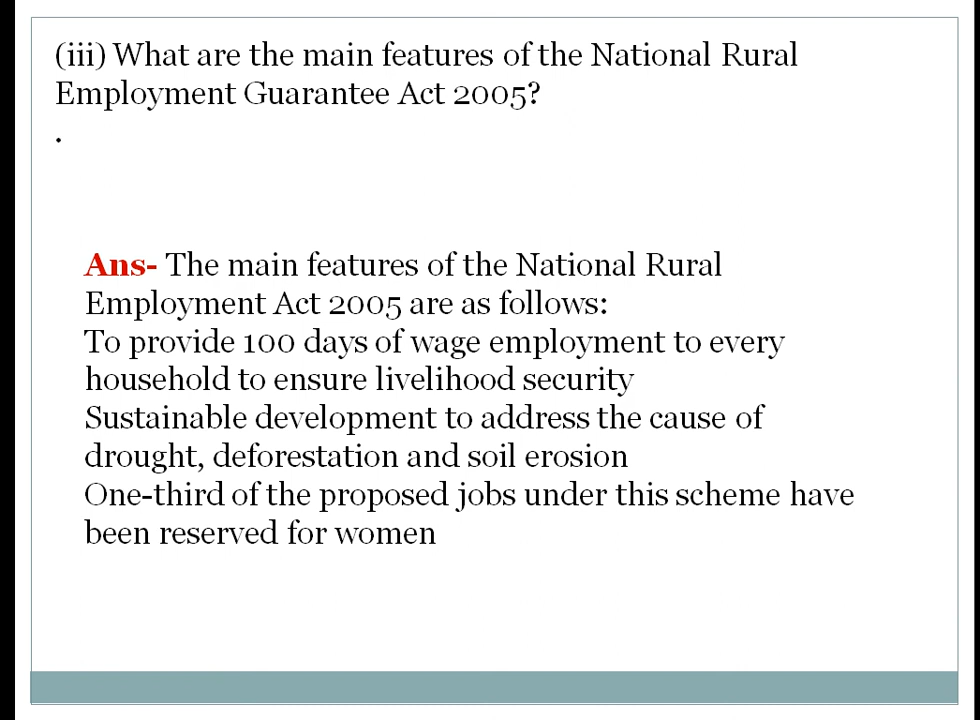 (iii) What are the main features of the National Rural
Employment Guarantee Act 2005?
.
Ans- The main features of the National Rural
Employment Act 2005 are as follows:
To provide 100 days of wage employment to every
household to ensure livelihood security
Sustainable development to address the cause of
drought, deforestation and soil erosion
One-third of the proposed jobs under this scheme have
been reserved for women